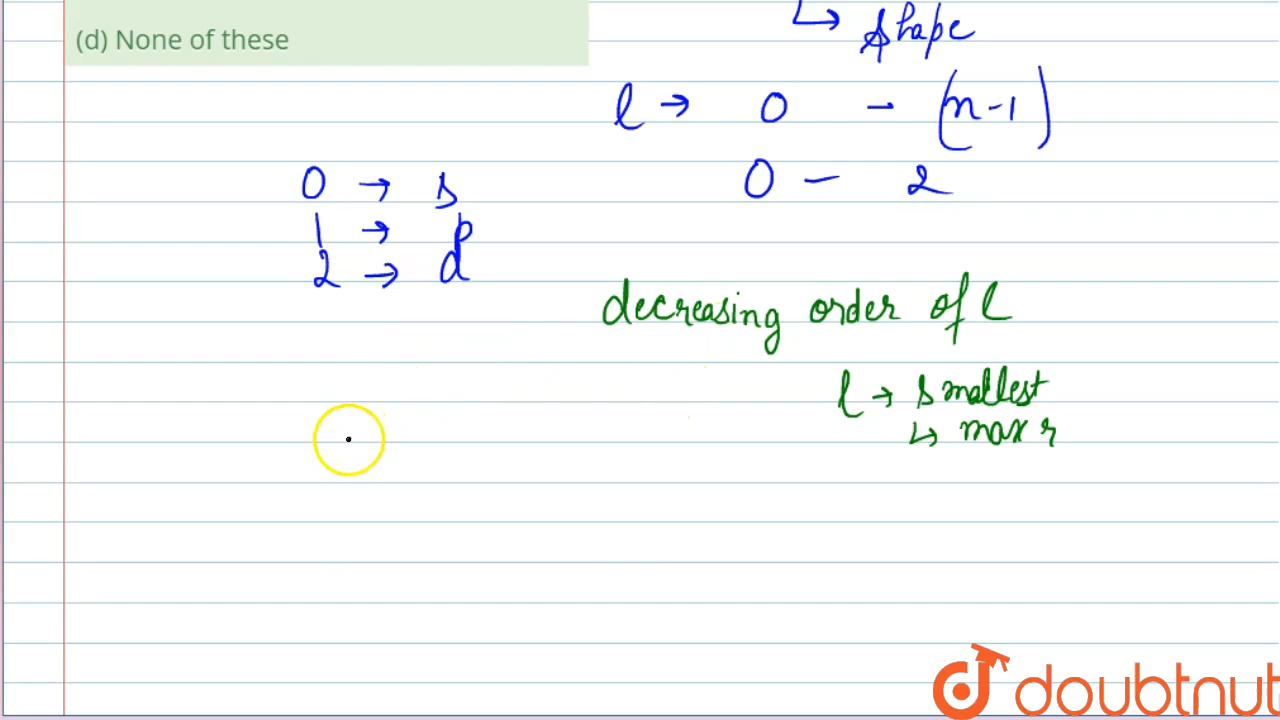 (d) None of these
↳ shape
l → 0 - (n-1)
0 - 2
0 → s
1 → p
2 → d
decreasing order of l
l → smallest
↳ max r
doubtnut